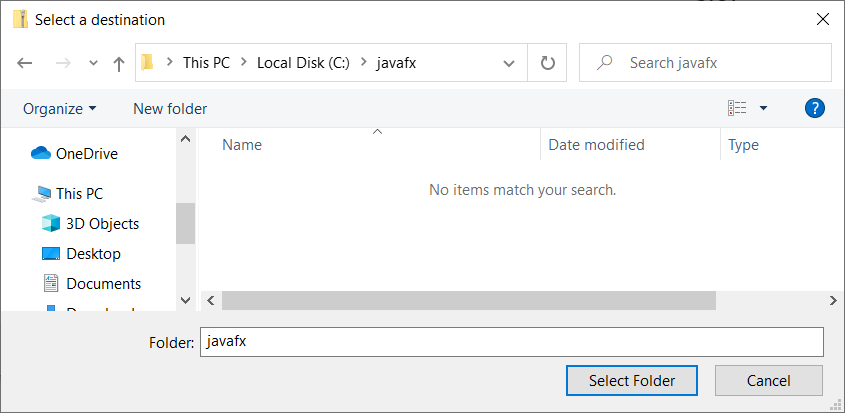 Select a destination
This PC > Local Disk (C:) > javafx
Search javafx
Organize
New folder
?
Name
Date modified
Type
No items match your search.
OneDrive
This PC
3D Objects
Desktop
Documents
Folder:
javafx
Select Folder
Cancel